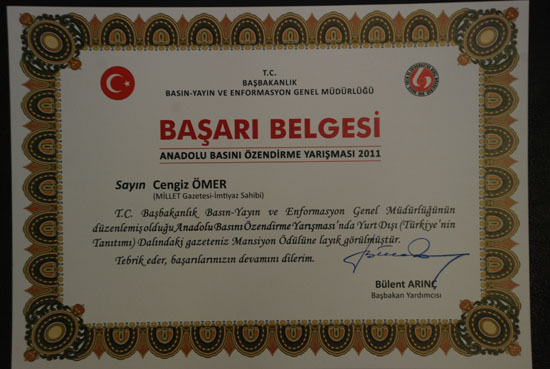 T.C.
BAŞBAKANLIK
BASIN-YAYIN VE ENFORMASYON GENEL MÜDÜRLÜĞÜ
BAŞARI BELGESİ
ANADOLU BASINI ÖZENDİRME YARIŞMASI 2011
Sayın Cengiz ÖMER
(MİLLET Gazetesi-İmtiyaz Sahibi)
T.C. Başbakanlık Basın-Yayın ve Enformasyon Genel Müdürlüğünün
düzenlemiş olduğu Anadolu Basını Özendirme Yarışması'nda Yurt Dışı (Türkiye'nin
Tanıtımı) Dalındaki gazeteniz Mansiyon Ödülüne layık görülmüştür.
Tebrik eder, başarılarınızın devamını dilerim.
Bülent ARINÇ
Başbakan Yardımcısı